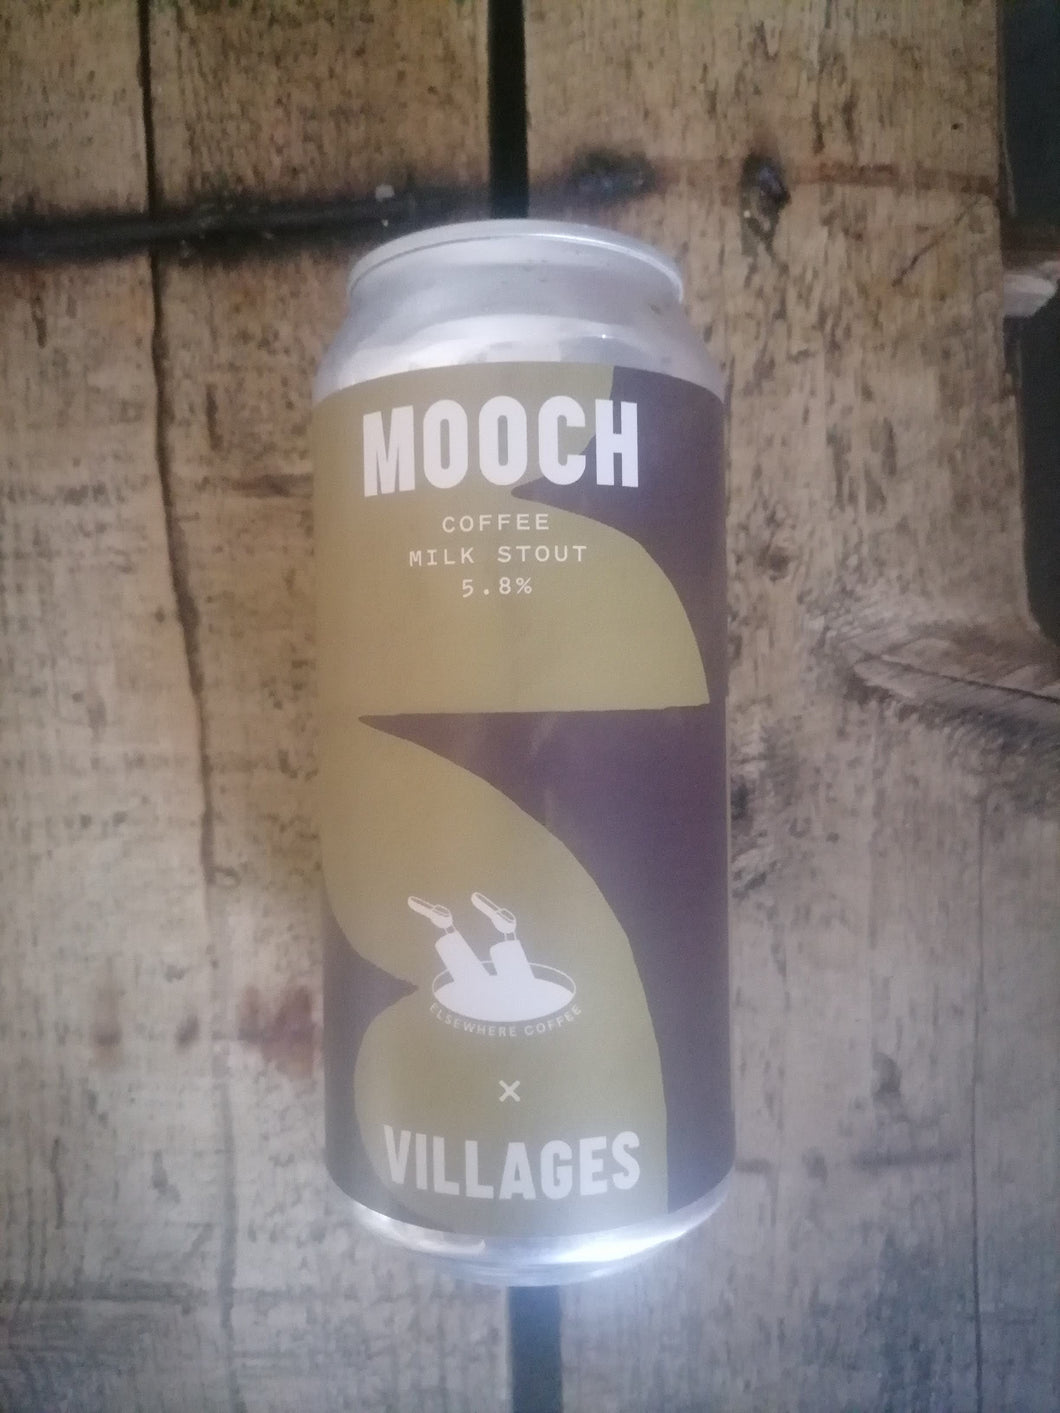 MOOCH
COFFEE
MILK STOUT
5.8%
ELSEWHERE COFFEE
×
VILLAGES